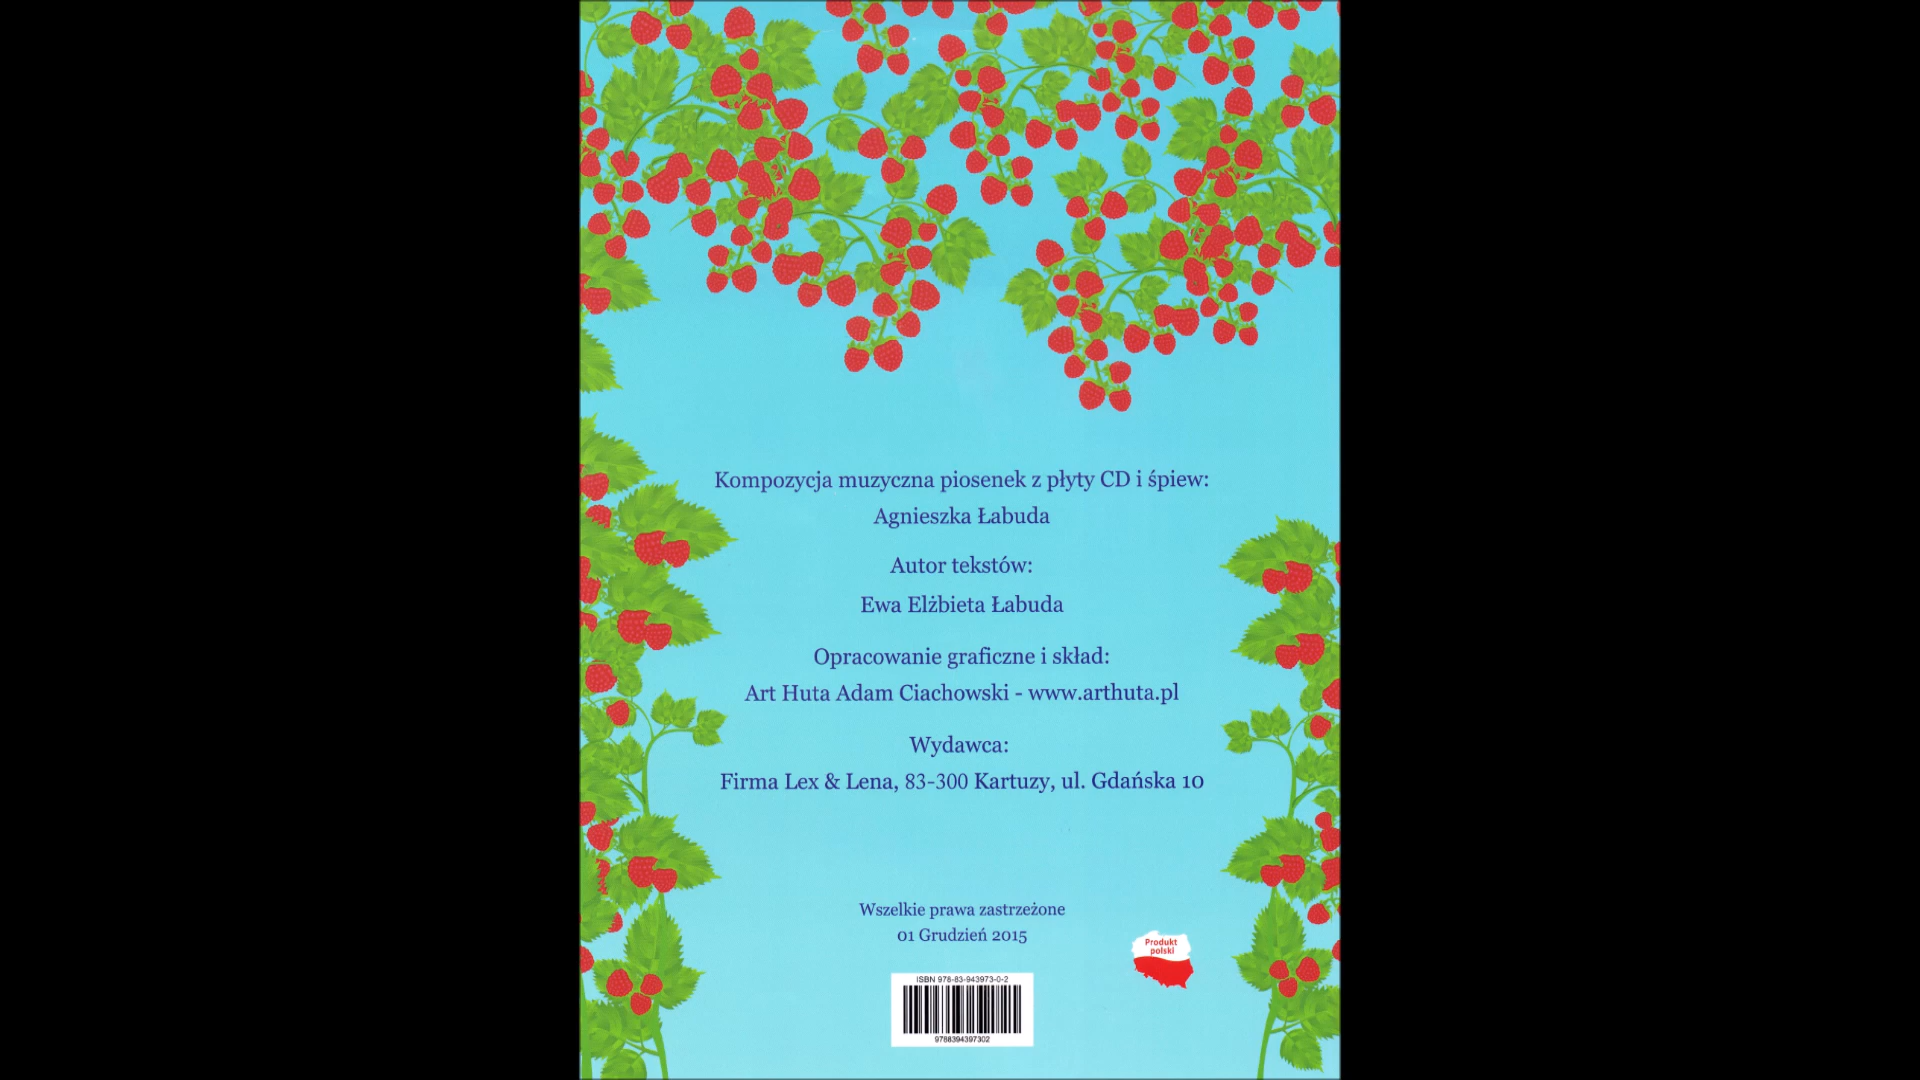 Kompozycja muzyczna piosenek z płyty CD i śpiew:
Agnieszka Łabuda
Autor tekstów:
Ewa Elżbieta Łabuda
Opracowanie graficzne i skład:
Art Huta Adam Ciachowski - www.arthuta.pl
Wydawca:
Firma Lex & Lena, 83-300 Kartuzy, ul. Gdańska 10
Wszelkie prawa zastrzeżone
01 Grudzień 2015
Produkt
polski
ISBN 978-83-943973-0-2
9788394397302